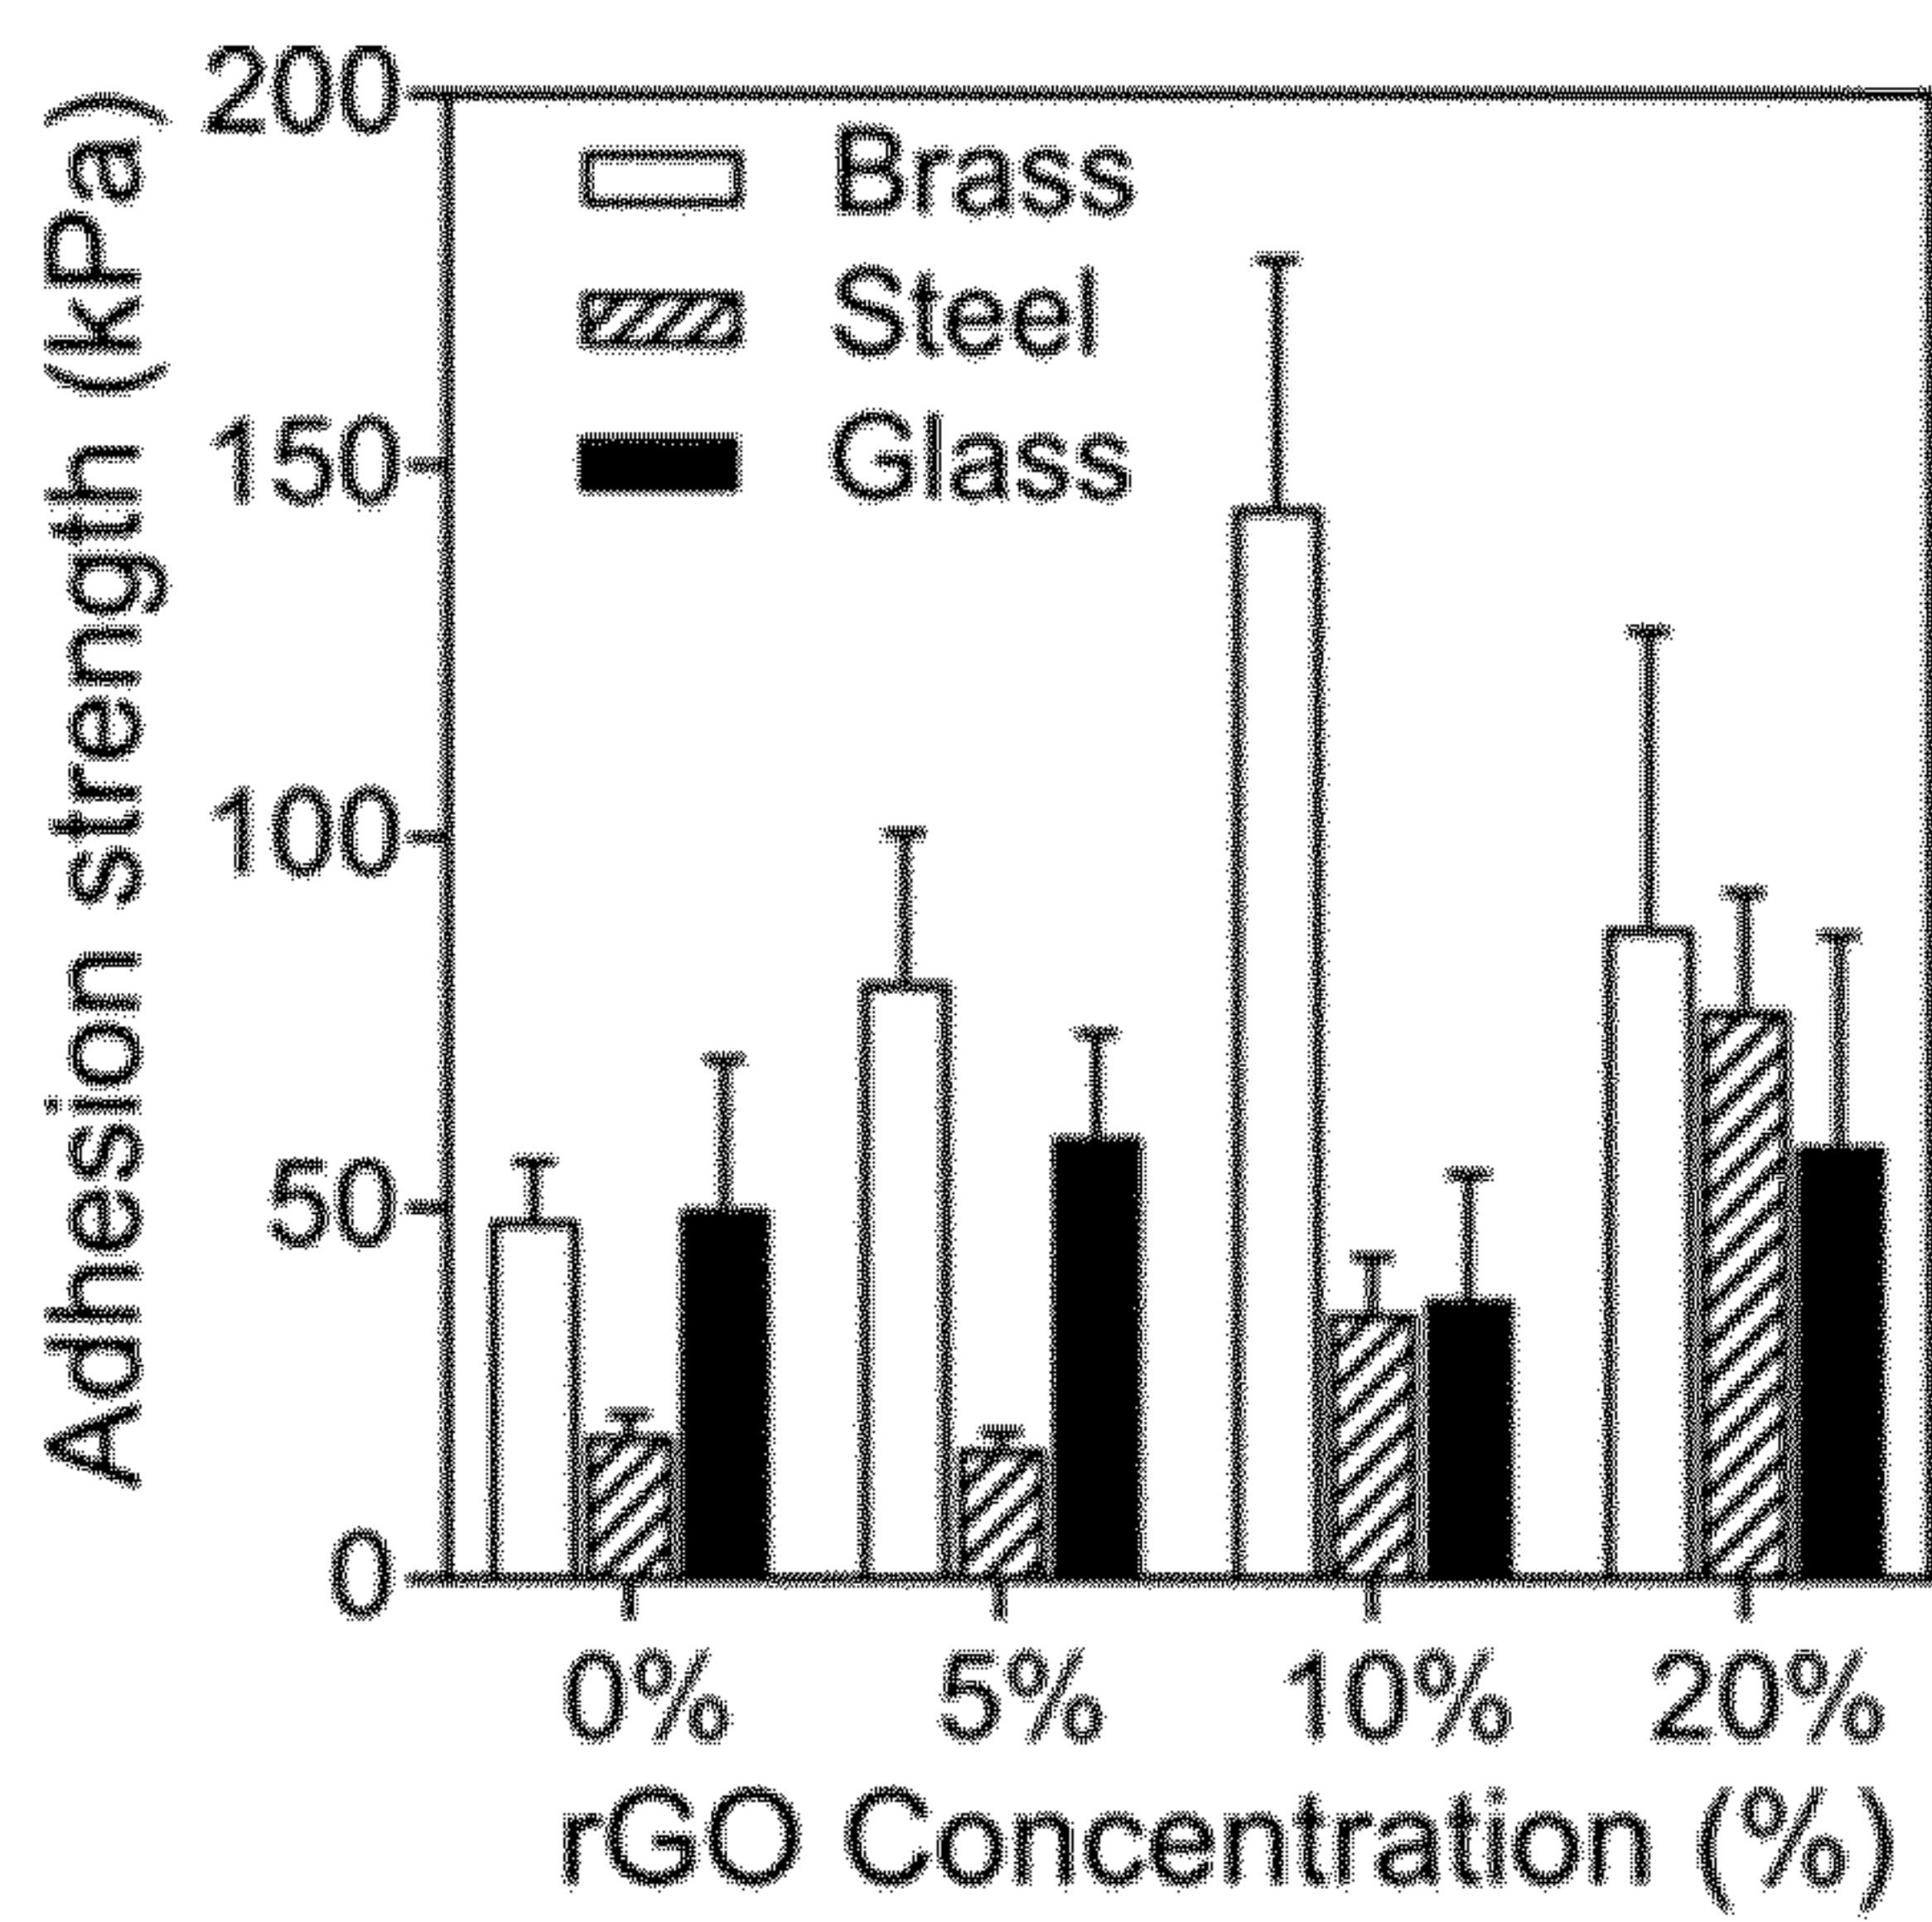 Adhesion strength (kPa)
200
150
100
50
0
Brass
Steel
Glass
0% 5% 10% 20%
rGO Concentration (%)